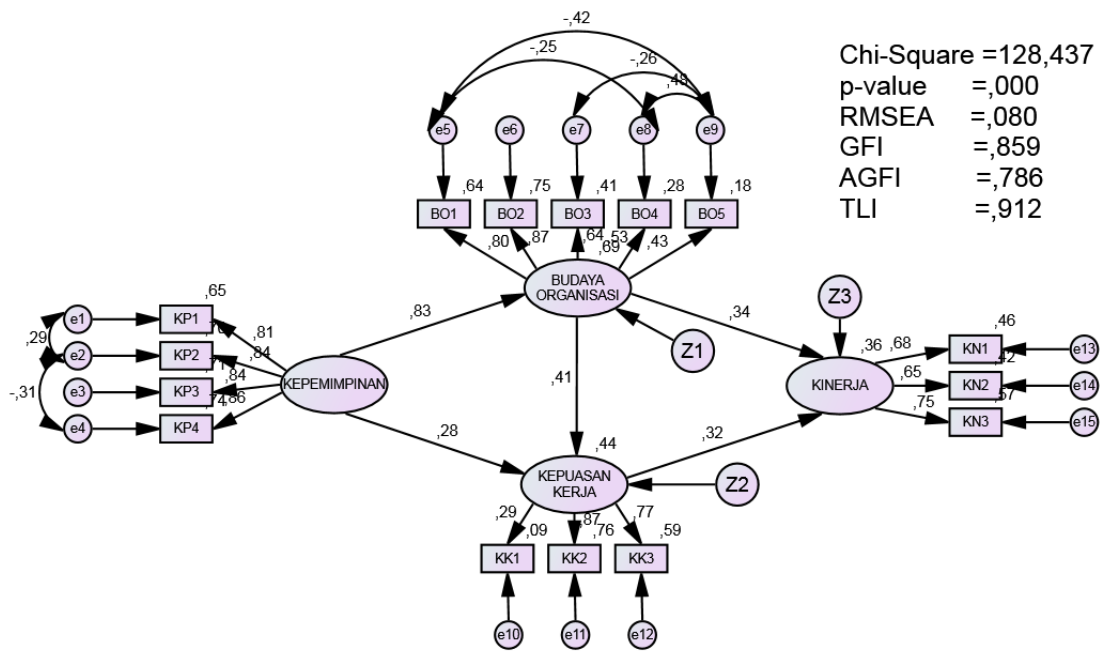 -,42
-,25
-,26
,49
Chi-Square =128,437
p-value =,000
RMSEA =,080
GFI =,859
AGFI =,786
TLI =,912
e5
e6
e7
e8
e9
,64
,75
,41
,28
,18
BO1
BO2
BO3
BO4
BO5
,80
,87
,64
,53
,43
,69
BUDAYA
ORGANISASI
,83
,34
Z1
Z3
,29
-,31
e1
e2
e3
e4
,65
KP1
KP2
KP3
KP4
,74
,81
,84
,84
,86
KEPEMIMPINAN
,28
,41
,32
,36
KINERJA
,68
,65
,75
,46
KN1
,42
KN2
,57
KN3
e13
e14
e15
,44
KEPUASAN
KERJA
Z2
,29
,87
,77
,09
,76
,59
KK1
KK2
KK3
e10
e11
e12